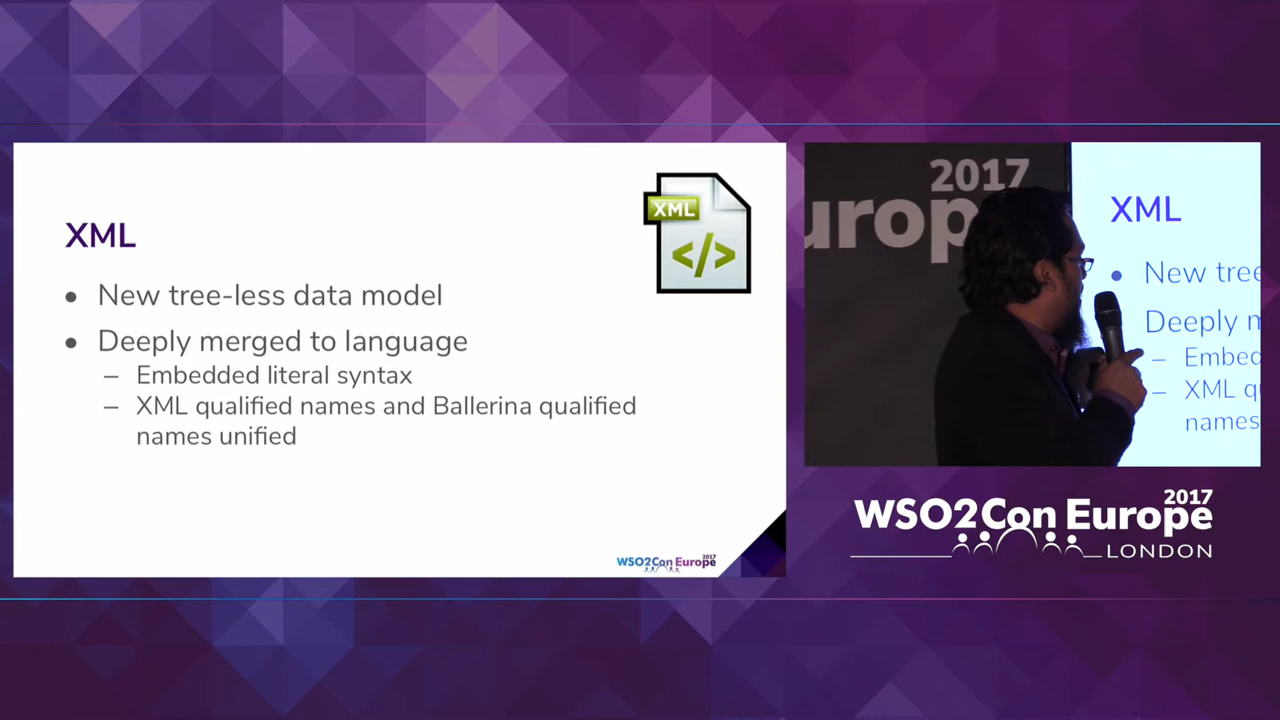 XML
XML
</>
• New tree-less data model
• Deeply merged to language
– Embedded literal syntax
– XML qualified names and Ballerina qualified
names unified
WSO2Con Europe 2017
2017
urop
XML
• New tree
Deeply m
– Embed
– XML q
names
WSO2Con Europe 2017
LONDON